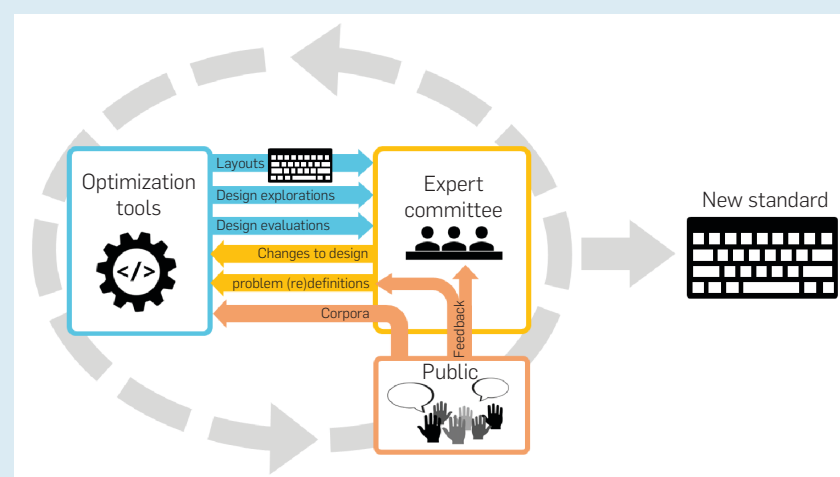 Optimization
tools
</>
Layouts
Design explorations
Design evaluations
Changes to design
problem (re)definitions
Corpora
Expert
committee
Feedback
Public
New standard